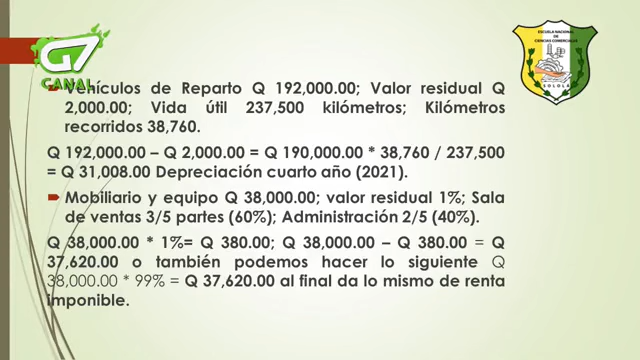 G7
CANAL
ESCUELA NACIONAL
DE
CIENCIAS COMERCIALES
SOLOLA
Vehículos de Reparto Q 192,000.00; Valor residual Q
2,000.00; Vida útil 237,500 kilómetros; Kilómetros
recorridos 38,760.
Q 192,000.00 – Q 2,000.00 = Q 190,000.00 * 38,760 / 237,500
= Q 31,008.00 Depreciación cuarto año (2021).
Mobiliario y equipo Q 38,000.00; valor residual 1%; Sala
de ventas 3/5 partes (60%); Administración 2/5 (40%).
Q 38,000.00 * 1%= Q 380.00; Q 38,000.00 – Q 380.00 = Q
37,620.00 o también podemos hacer lo siguiente Q
38,000.00 * 99% = Q 37,620.00 al final da lo mismo de renta
imponible.